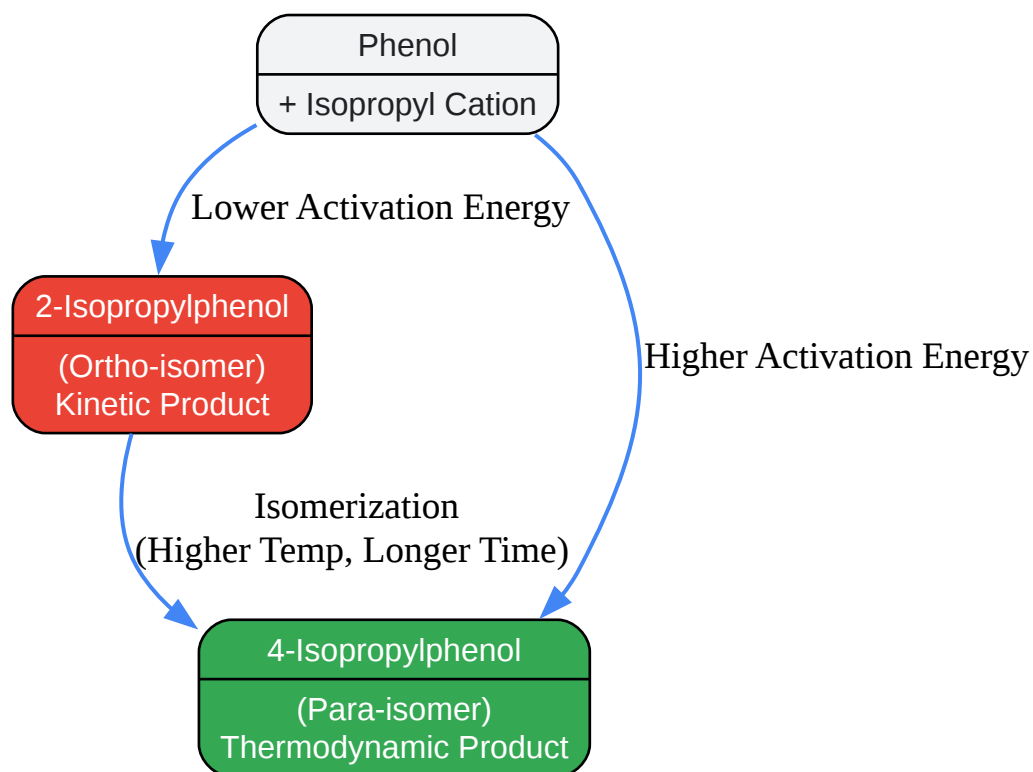 Phenol
+ Isopropyl Cation
Lower Activation Energy
2-Isopropylphenol
(Ortho-isomer)
Kinetic Product
Higher Activation Energy
Isomerization
(Higher Temp, Longer Time)
4-Isopropylphenol
(Para-isomer)
Thermodynamic Product